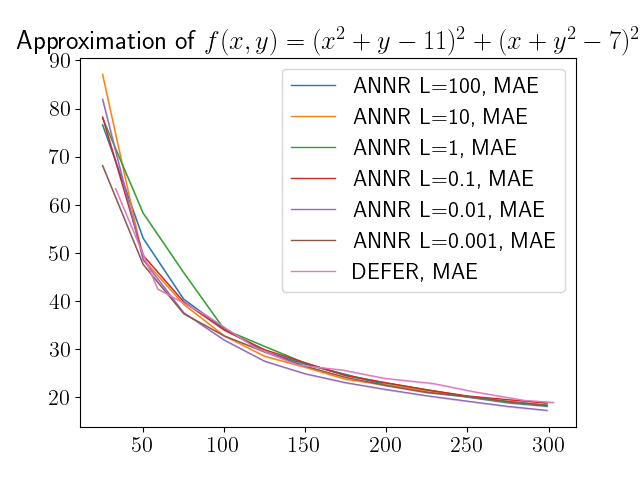 Approximation of f(x, y) = (x² + y − 11)² + (x + y² − 7)²
90
80
70
60
50
40
30
20
50 100 150 200 250 300
ANNR L=100, MAE
ANNR L=10, MAE
ANNR L=1, MAE
ANNR L=0.1, MAE
ANNR L=0.01, MAE
ANNR L=0.001, MAE
DEFER, MAE